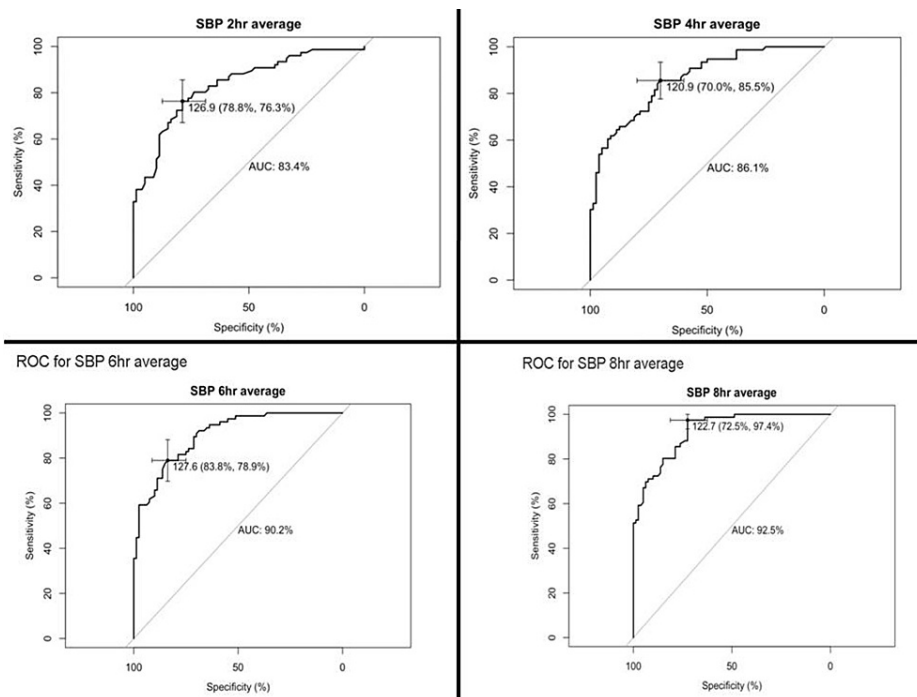 SBP 2hr average
Sensitivity (%)
100
80
60
40
20
0
126.9 (78.8%, 76.3%)
AUC: 83.4%
100
50
0
Specificity (%)
SBP 4hr average
Sensitivity (%)
100
80
60
40
20
0
120.9 (70.0%, 85.5%)
AUC: 86.1%
100
50
0
Specificity (%)
ROC for SBP 6hr average
SBP 6hr average
Sensitivity (%)
100
80
60
40
20
0
127.6 (83.8%, 78.9%)
AUC: 90.2%
100
50
0
Specificity (%)
ROC for SBP 8hr average
SBP 8hr average
Sensitivity (%)
100
80
60
40
20
0
122.7 (72.5%, 97.4%)
AUC: 92.5%
100
50
0
Specificity (%)